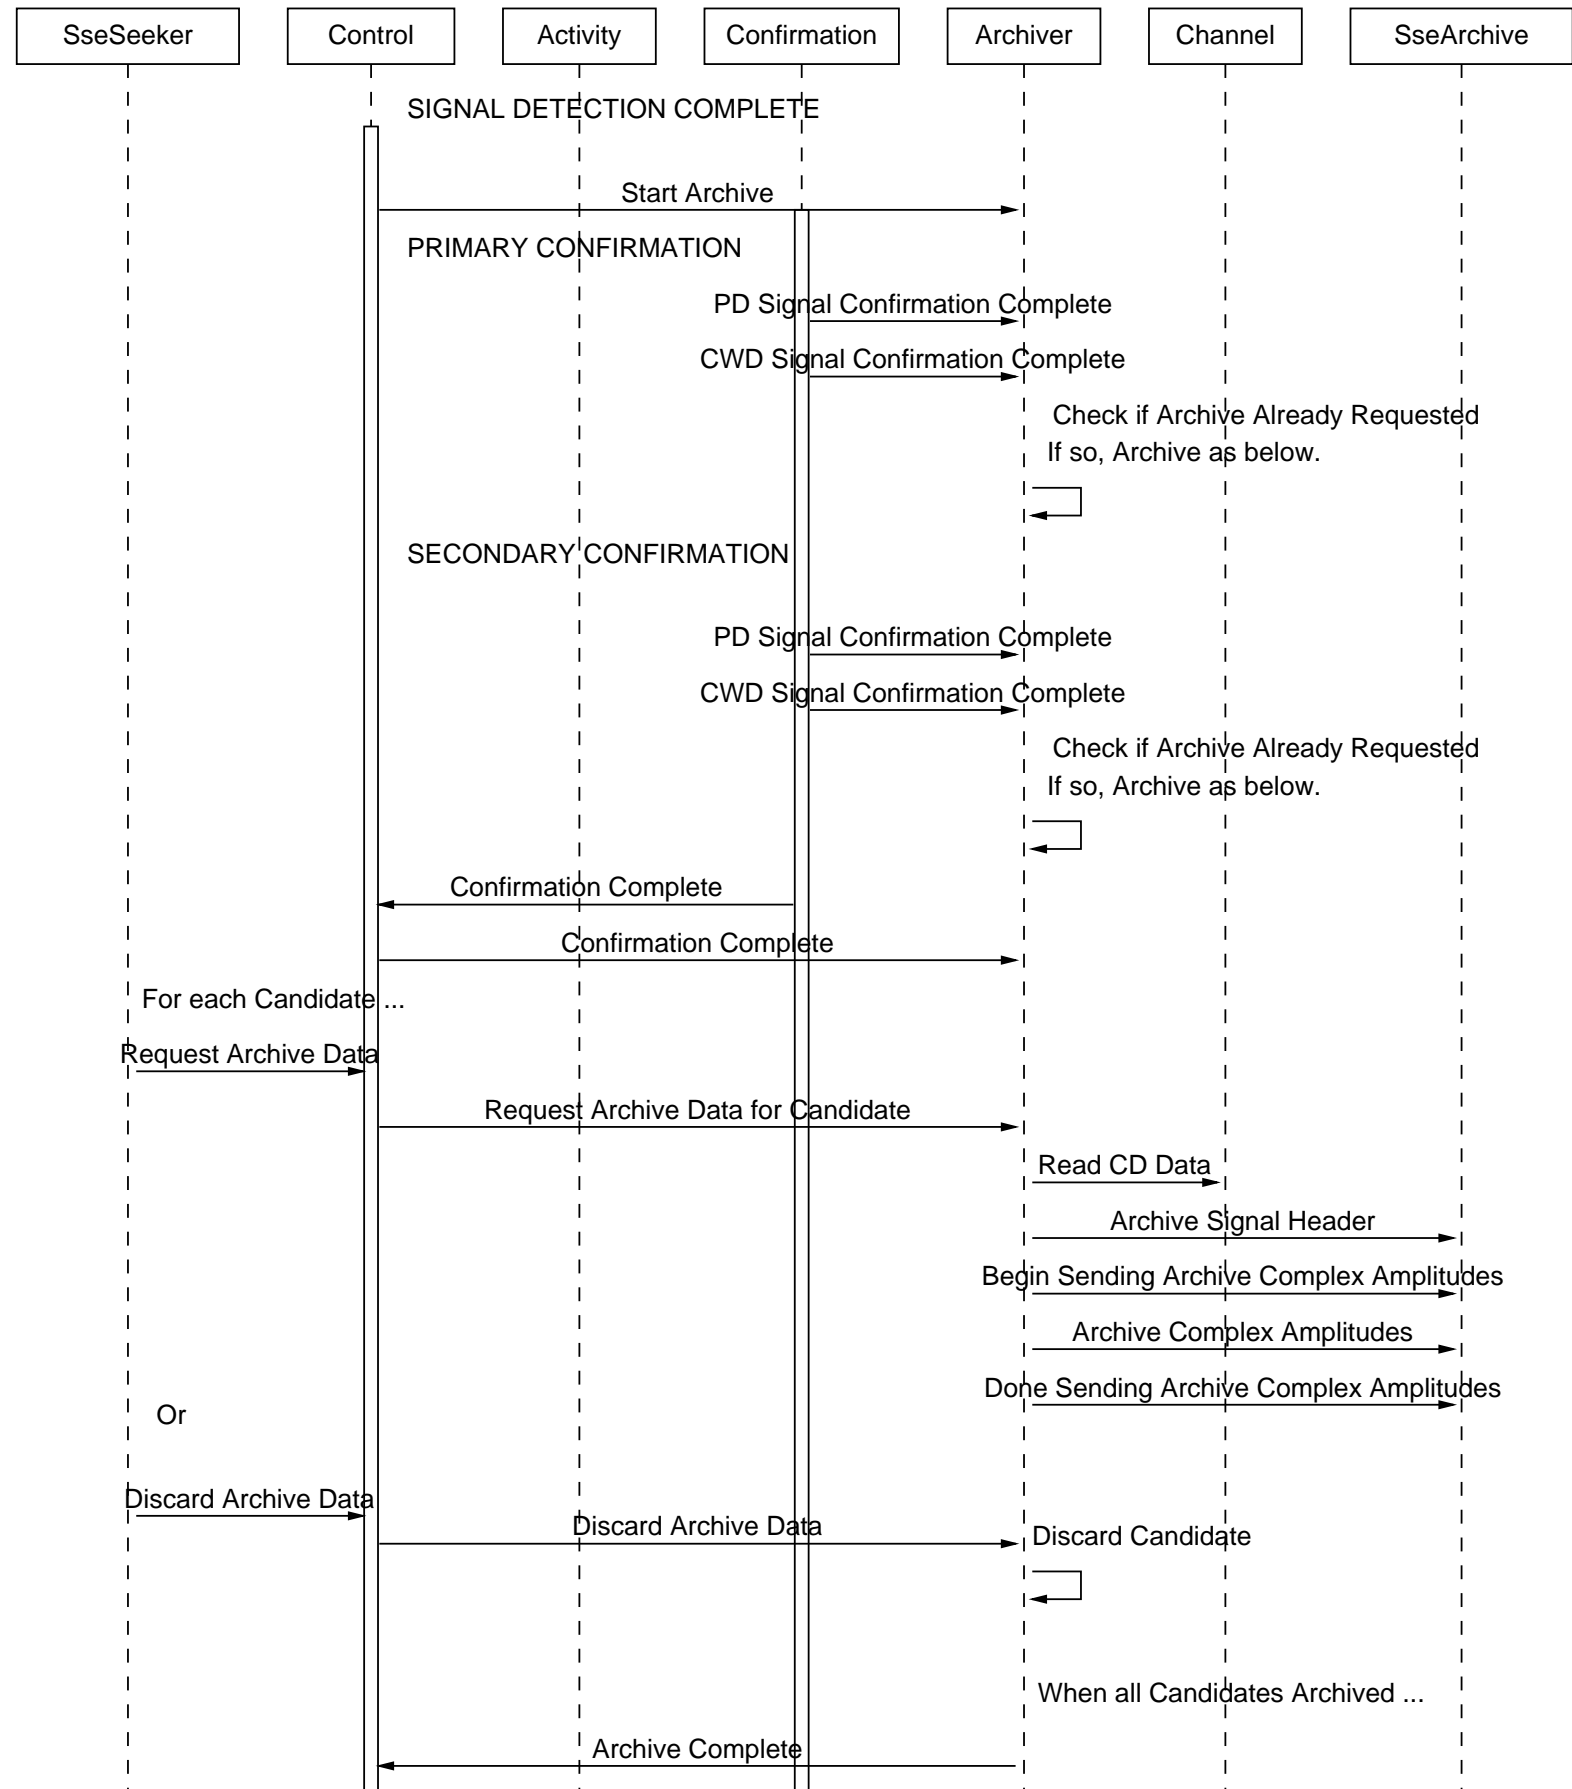 SseSeeker
Control
Activity
Confirmation
Archiver
Channel
SseArchive
SIGNAL DETECTION COMPLETE
Start Archive
PRIMARY CONFIRMATION
PD Signal Confirmation Complete
CWD Signal Confirmation Complete
Check if Archive Already Requested
If so, Archive as below.
SECONDARY CONFIRMATION
PD Signal Confirmation Complete
CWD Signal Confirmation Complete
Check if Archive Already Requested
If so, Archive as below.
Confirmation Complete
Confirmation Complete
For each Candidate ...
Request Archive Data
Request Archive Data for Candidate
Read CD Data
Archive Signal Header
Begin Sending Archive Complex Amplitudes
Archive Complex Amplitudes
Done Sending Archive Complex Amplitudes
Or
Discard Archive Data
Discard Archive Data
Discard Candidate
When all Candidates Archived ...
Archive Complete